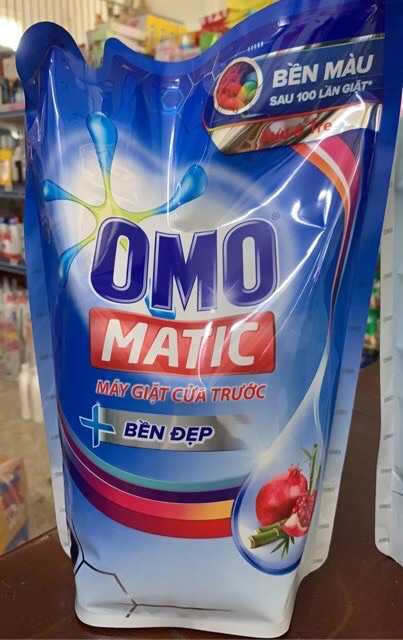 BỀN MÀU
SAU 100 LẦN GIẶT*
OMO
®
MATIC
MÁY GIẶT CỬA TRƯỚC
+ BỀN ĐẸP